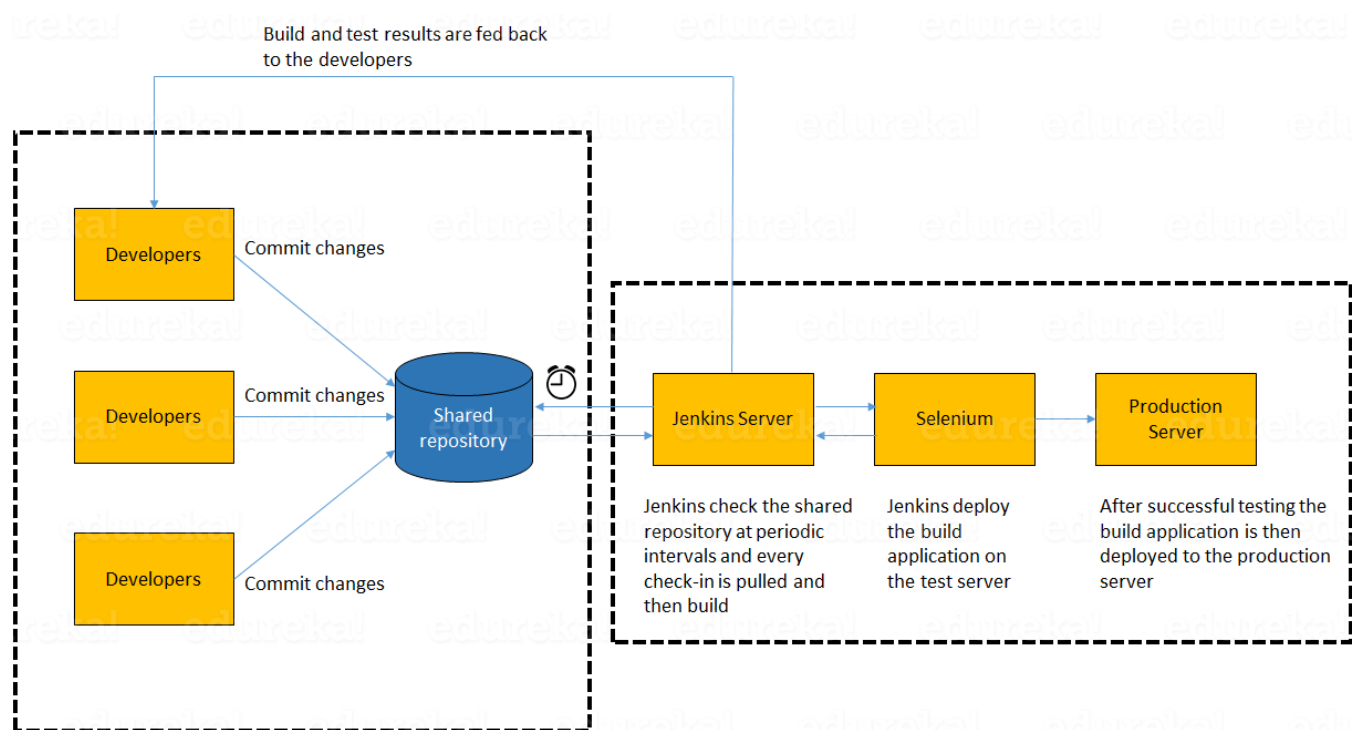 Build and test results are fed back
to the developers
Developers
Commit changes
Developers
Commit changes
Developers
Commit changes
Shared
repository
Jenkins Server
Selenium
Production
Server
Jenkins check the shared
repository at periodic
intervals and every
check-in is pulled and
then build
Jenkins deploy
the build
application on
the test server
After successful testing the
build application is then
deployed to the production
server
edureka!